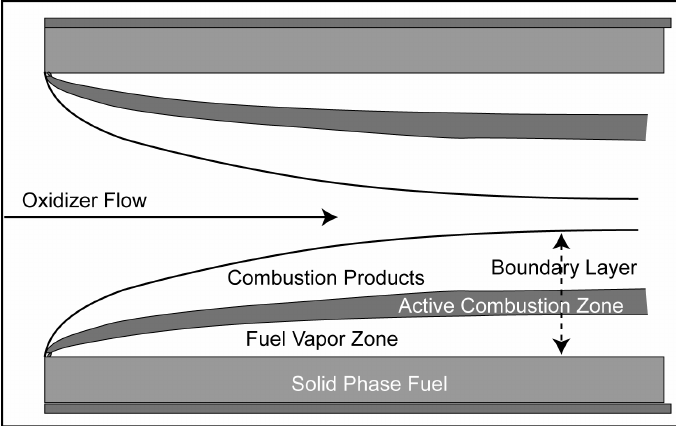 Oxidizer Flow
Combustion Products
Boundary Layer
Active Combustion Zone
Fuel Vapor Zone
Solid Phase Fuel